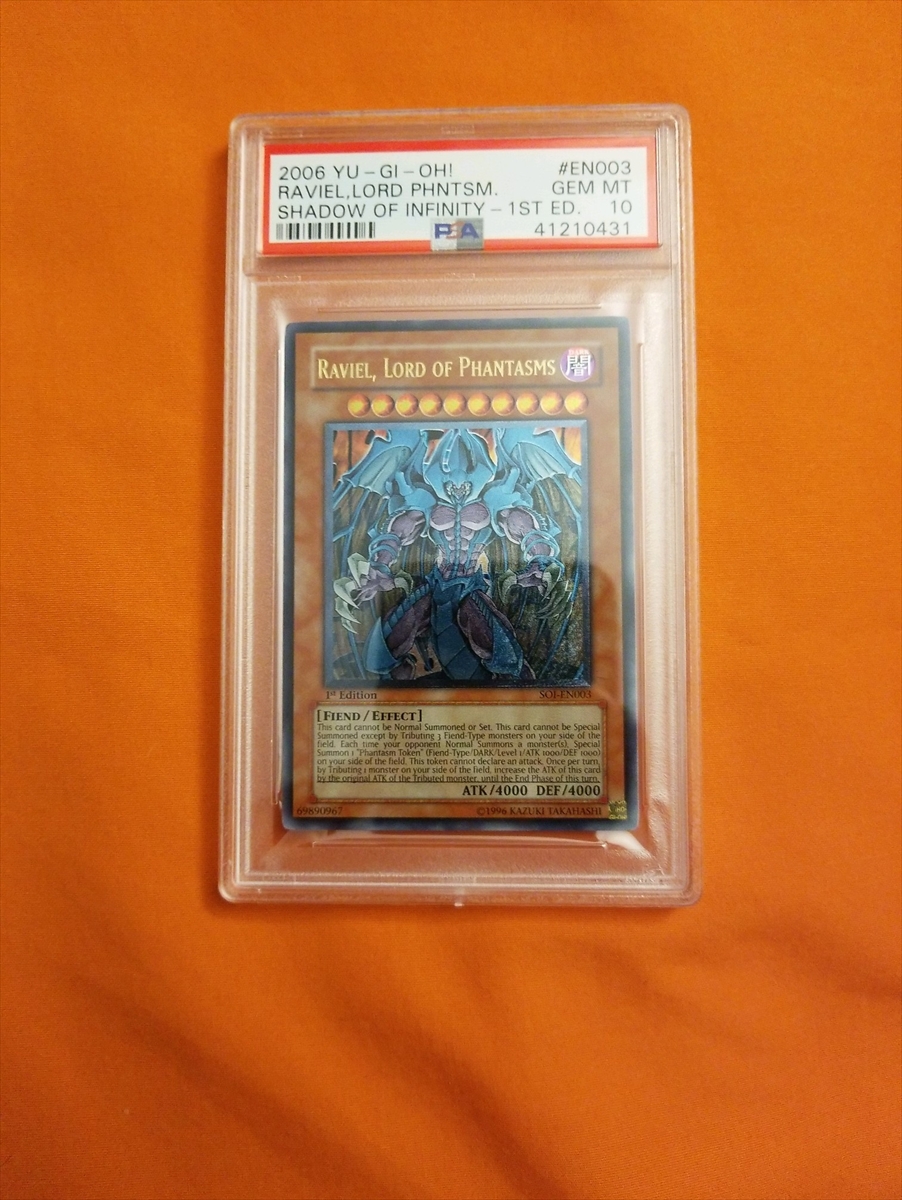 2006 YU-GI-OH! #EN003
RAVIEL,LORD PHNTSM. GEM MT
SHADOW OF INFINITY-1ST ED. 10
PSA 41210431
RAVIEL, LORD OF PHANTASMS
DARK 闇
1st Edition SOI-EN003
[FIEND / EFFECT]
This card cannot be Normal Summoned or Set. This card cannot be Special
Summoned except by Tributing 3 Fiend-Type monsters on your side of the
field. Each time your opponent Normal Summons a monster(s), Special
Summon 1 "Phantasm Token" (Fiend-Type/DARK/Level 1/ATK 1000/DEF 1000)
on your side of the field. This token cannot declare an attack. Once per turn,
by Tributing 1 monster on your side of the field, increase the ATK of this card
by the original ATK of the Tributed monster, until the End Phase of this turn.
ATK/4000 DEF/4000
69890967 ©1996 KAZUKI TAKAHASHI